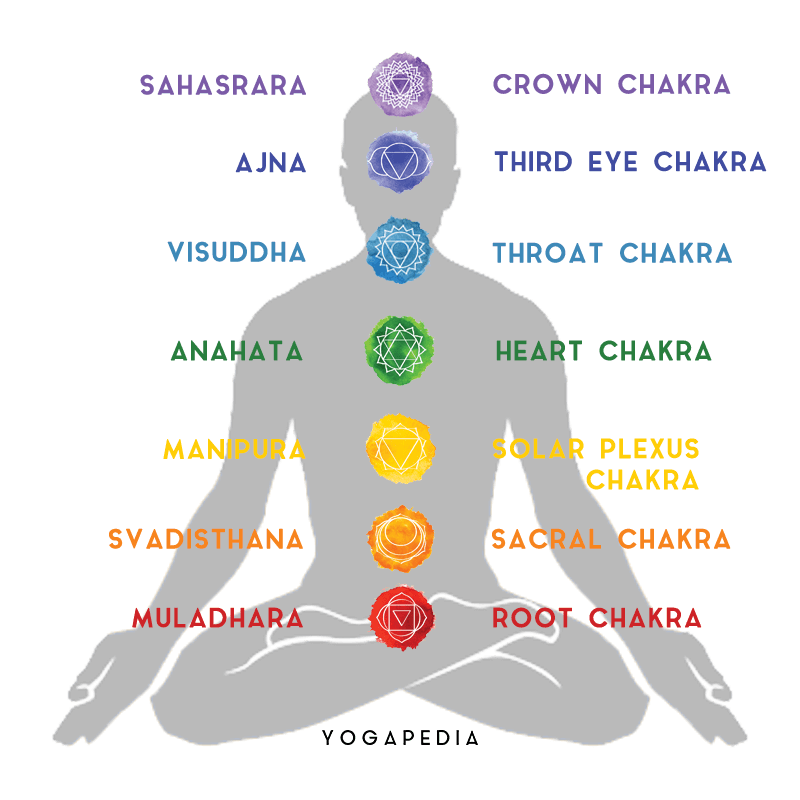 SAHASRARA CROWN CHAKRA
AJNA THIRD EYE CHAKRA
VISUDDHA THROAT CHAKRA
ANAHATA HEART CHAKRA
MANIPURA SOLAR PLEXUS
CHAKRA
SVADISTHANA SACRAL CHAKRA
MULADHARA ROOT CHAKRA
YOGAPEDIA